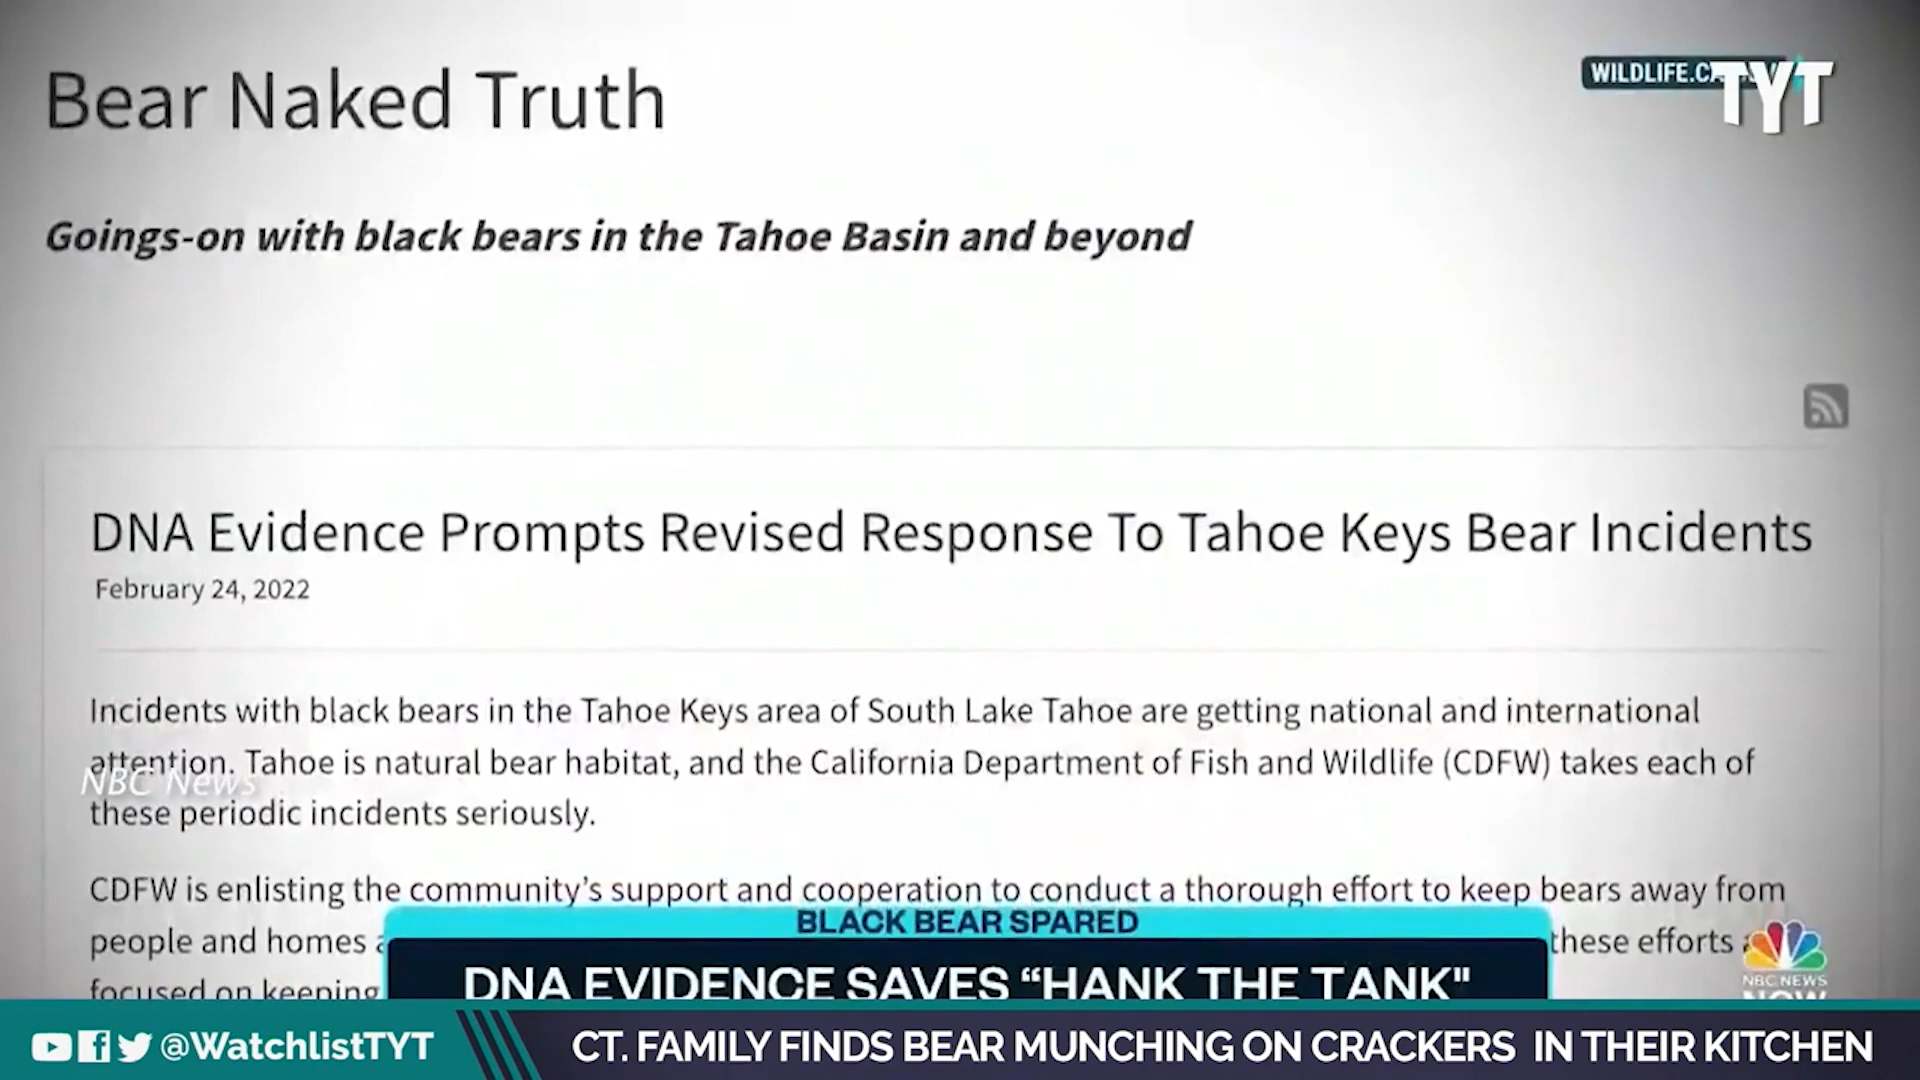 Bear Naked Truth
WILDLIFE.CA
TYT
Goings-on with black bears in the Tahoe Basin and beyond
DNA Evidence Prompts Revised Response To Tahoe Keys Bear Incidents
February 24, 2022
Incidents with black bears in the Tahoe Keys area of South Lake Tahoe are getting national and international
attention. Tahoe is natural bear habitat, and the California Department of Fish and Wildlife (CDFW) takes each of
NBC News
these periodic incidents seriously.
CDFW is enlisting the community's support and cooperation to conduct a thorough effort to keep bears away from
people and homes these efforts
focused on keeping
BLACK BEAR SPARED
DNA EVIDENCE SAVES “HANK THE TANK"
NBC NEWS
NOW
@WatchlistTYT
CT. FAMILY FINDS BEAR MUNCHING ON CRACKERS IN THEIR KITCHEN